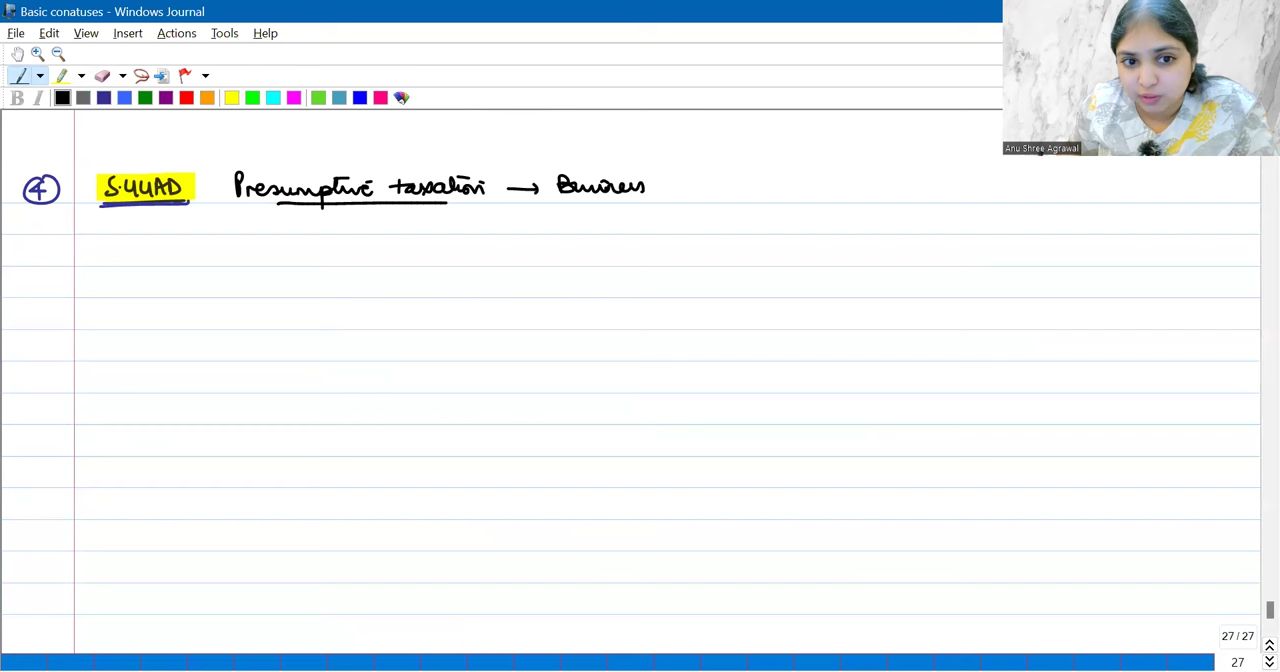 Basic conatuses - Windows Journal
File Edit View Insert Actions Tools Help
B I
Anu Shree Agrawal
4 S.44AD Presumptive taxation → Business
27 / 27
27